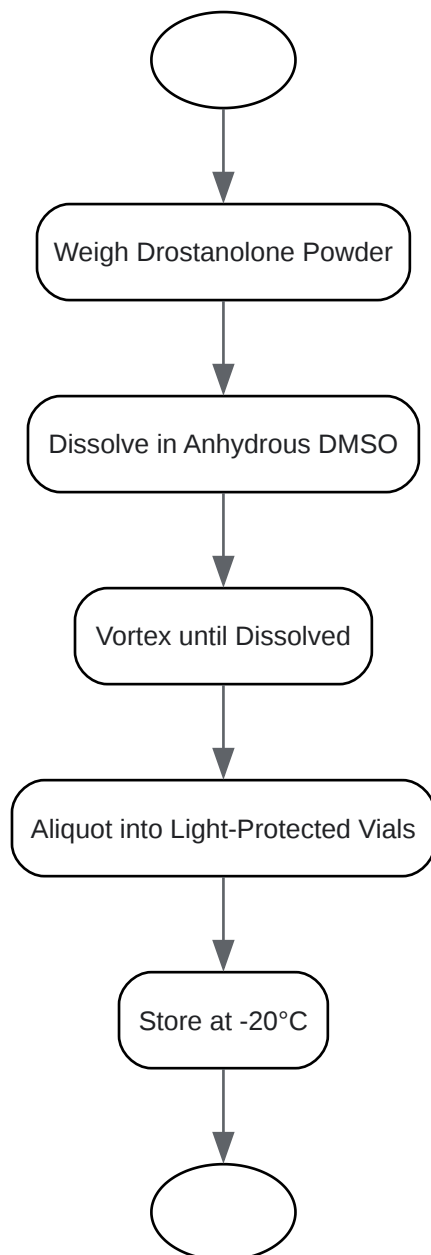 Weigh Drostanolone Powder
Dissolve in Anhydrous DMSO
Vortex until Dissolved
Aliquot into Light-Protected Vials
Store at -20°C